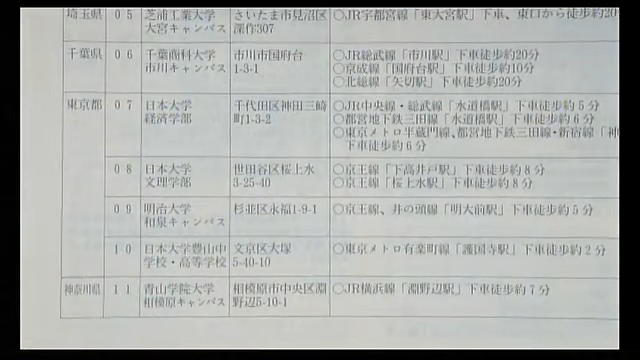 埼玉県 05 芝浦工業大学 さいたま市見沼区 ○JR宇都宮線「東大宮駅」下車、東口から徒歩約20
大宮キャンパス 深作307
千葉県 06 千葉商科大学 市川市国府台 ○JR総武線「市川駅」下車徒歩約20分
市川キャンパス 1-3-1 ○京成線「国府台駅」下車徒歩約10分
○北総線「矢切駅」下車徒歩約20分
東京都 07 日本大学 千代田区神田三崎 ○JR中央線・総武線「水道橋駅」下車徒歩約5分
経済学部 町1-3-2 ○都営地下鉄三田線「水道橋駅」下車徒歩約6分
○東京メトロ半蔵門線、都営地下鉄三田線・新宿線「神
下車徒歩約6分
08 日本大学 世田谷区桜上水 ○京王線「下高井戸駅」下車徒歩約8分
文理学部 3-25-40 ○京王線「桜上水駅」下車徒歩約8分
09 明治大学 杉並区永福1-9-1 ○京王線、井の頭線「明大前駅」下車徒歩約5分
和泉キャンパス
10 日本大学豊山中 文京区大塚 ○東京メトロ有楽町線「護国寺駅」下車徒歩約2分
学校・高等学校 5-40-10
神奈川県 11 青山学院大学 相模原市中央区淵 ○JR横浜線「淵野辺駅」下車徒歩約7分
相模原キャンパス 野辺5-10-1